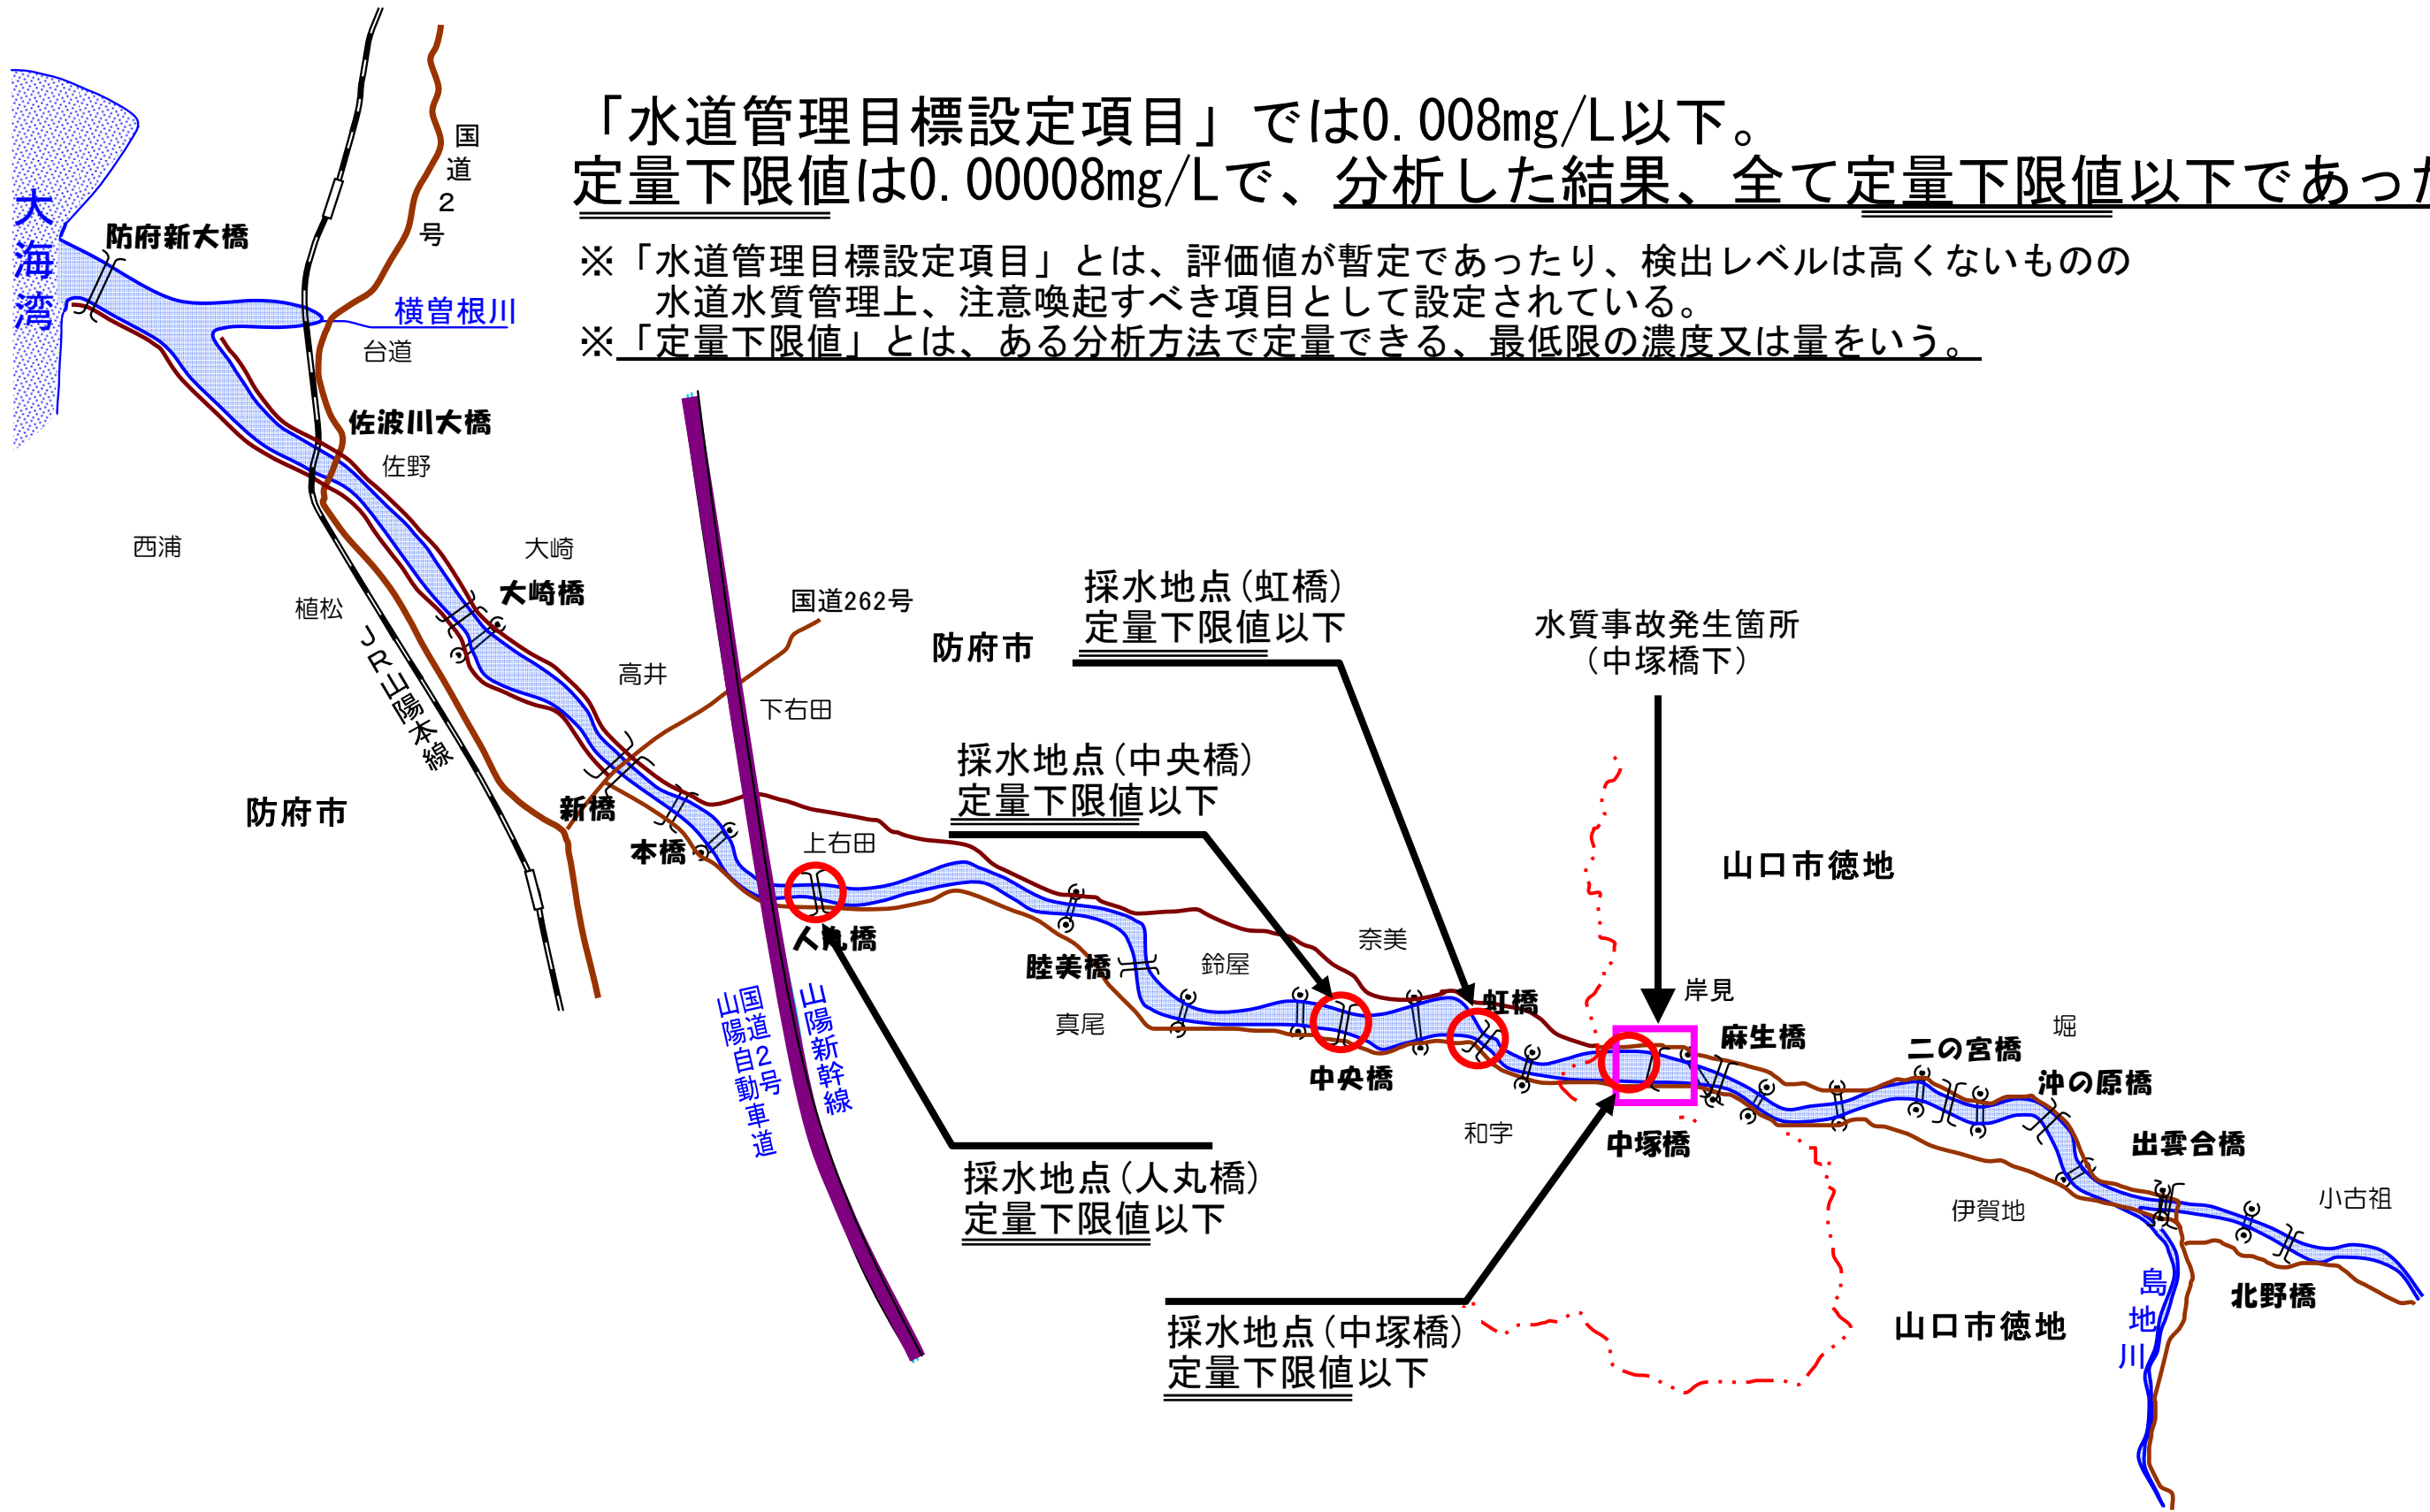 「水道管理目標設定項目」では0.008mg/L以下。
定量下限値は0.00008mg/Lで、分析した結果、全て定量下限値以下であった
※「水道管理目標設定項目」とは、評価値が暫定であったり、検出レベルは高くないものの
水道水質管理上、注意喚起すべき項目として設定されている。
※「定量下限値」とは、ある分析方法で定量できる、最低限の濃度又は量をいう。
国道2号
大海湾
防府新大橋
横曽根川
台道
佐波川大橋
佐野
西浦
大崎
大崎橋
植松
JR山陽本線
国道262号
高井
下右田
防府市
採水地点(虹橋)
定量下限値以下
水質事故発生箇所
(中塚橋下)
採水地点(中央橋)
定量下限値以下
防府市
新橋
本橋
上右田
山口市徳地
人丸橋
睦美橋
鈴屋
奈美
真尾
虹橋
岸見
麻生橋
中央橋
二の宮橋
堀
沖の原橋
国道2号
山陽自動車道
山陽新幹線
和字
中塚橋
出雲合橋
採水地点(人丸橋)
定量下限値以下
伊賀地
小古祖
島地川
北野橋
採水地点(中塚橋)
定量下限値以下
山口市徳地